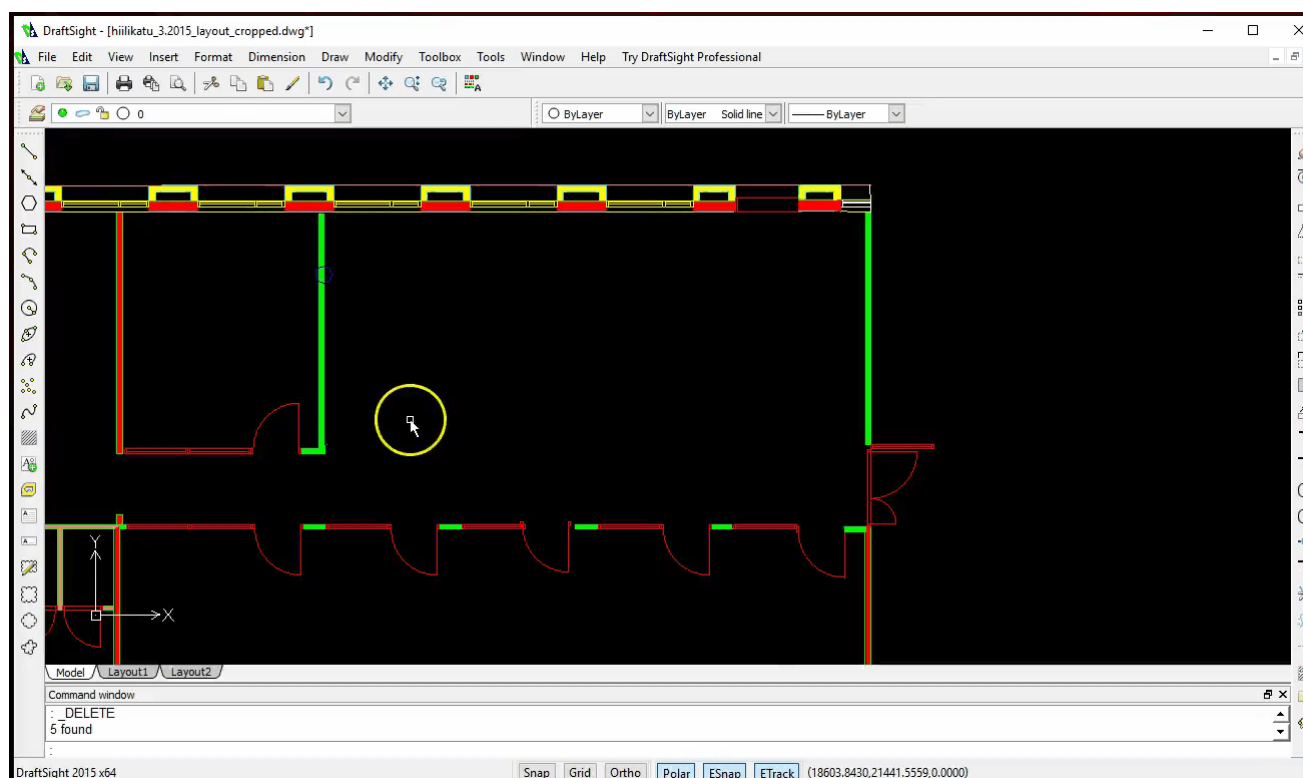 DraftSight - [hiilikatu_3.2015_layout_cropped.dwg*]
File Edit View Insert Format Dimension Draw Modify Toolbox Tools Window Help Try DraftSight Professional
0 ByLayer ByLayer Solid line ByLayer
Y
X
Model Layout1 Layout2
Command window
: _DELETE
5 found
:
DraftSight 2015 x64 Snap Grid Ortho Polar ESnap ETrack (18603.8430,21441.5559,0.0000)